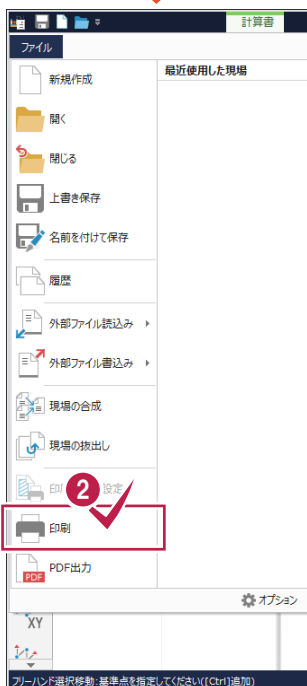 計算書
ファイル
最近使用した現場
新規作成
開く
閉じる
上書き保存
名前を付けて保存
履歴
外部ファイル読込み
外部ファイル書込み
現場の合成
現場の抜出し
2
設定
印刷
PDF出力
PDF
オプション
XY
フリーハンド選択移動:基準点を指定してください([Ctrl]追加)